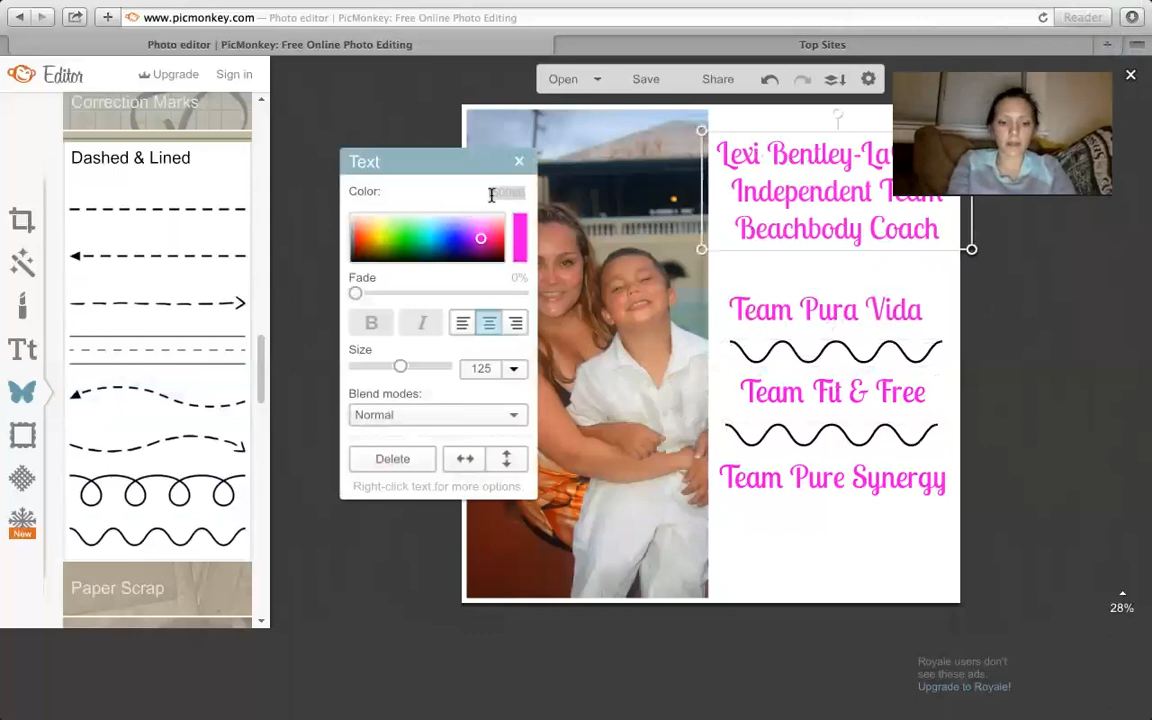 www.picmonkey.com — Photo editor | PicMonkey: Free Online Photo Editing
Reader
Photo editor | PicMonkey: Free Online Photo Editing
Top Sites
Editor
Upgrade
Sign in
Open
Save
Share
Correction Marks
Dashed & Lined
Paper Scrap
Tt
New
Text
Color:
Fade
0%
B
I
Size
125
Blend modes:
Normal
Delete
Right-click text for more options.
Lexi Bentley-La
Independent Team
Beachbody Coach
Team Pura Vida
Team Fit & Free
Team Pure Synergy
28%
Royale users don't
see these ads.
Upgrade to Royale!